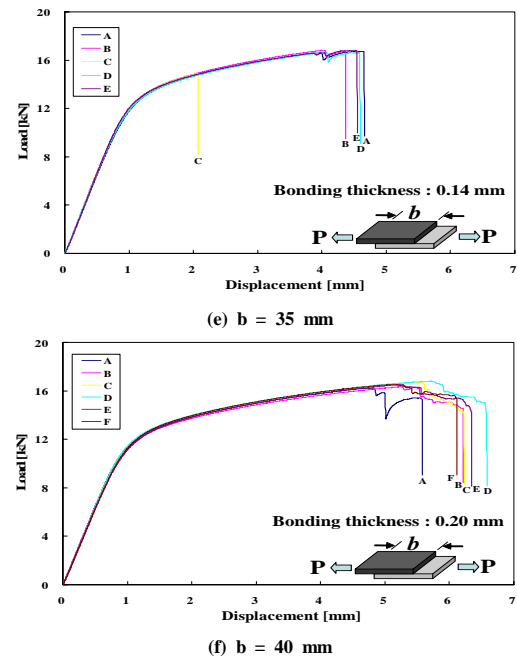 20
16
12
8
4
0
Load[kN]
A
B
C
D
E
C
B
E
D
A
Bonding thickness : 0.14 mm
b
P
P
0 1 2 3 4 5 6 7
Displacement [mm]
(e) b = 35 mm
20
16
12
8
4
0
Load[kN]
A
B
C
D
E
F
A
F
B
C
E
D
Bonding thickness : 0.20 mm
b
P
P
0 1 2 3 4 5 6 7
Displacement [mm]
(f) b = 40 mm